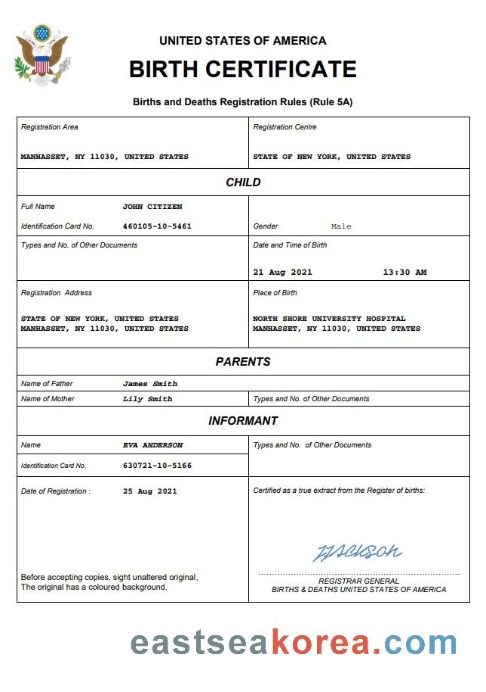 UNITED STATES OF AMERICA
BIRTH CERTIFICATE
Births and Deaths Registration Rules (Rule 5A)
Registration Area
Registration Centre
MANHASSET, NY 11030, UNITED STATES
STATE OF NEW YORK, UNITED STATES
CHILD
Full Name JOHN CITIZEN
Identification Card No. 460105-10-5461
Gender Male
Types and No. of Other Documents
Date and Time of Birth
21 Aug 2021 13:30 AM
Registration Address
Place of Birth
STATE OF NEW YORK, UNITED STATES
MANHASSET, NY 11030, UNITED STATES
NORTH SHORE UNIVERSITY HOSPITAL
MANHASSET, NY 11030, UNITED STATES
PARENTS
Name of Father James Smith
Name of Mother Lily Smith
Types and No. of Other Documents
INFORMANT
Name EVA ANDERSON
Types and No. of Other Documents
Identification Card No. 630721-10-5166
Date of Registration : 25 Aug 2021
Certified as a true extract from the Register of births:
Before accepting copies, sight unaltered original,
The original has a coloured background.
REGISTRAR GENERAL
BIRTHS & DEATHS UNITED STATES OF AMERICA
eastseakorea.com